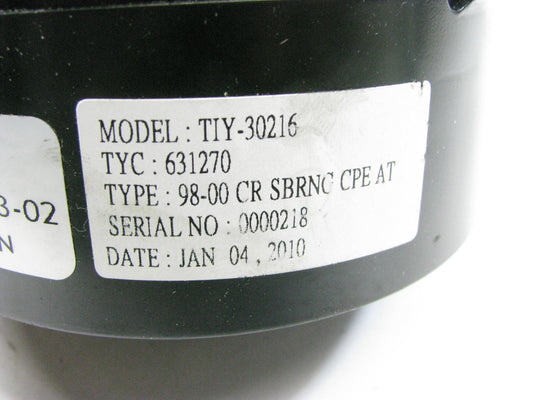 MODEL : TIY-30216
TYC : 631270
TYPE : 98-00 CR SBRNG CPE AT
SERIAL NO : 0000218
DATE : JAN 04 , 2010
3-02
N